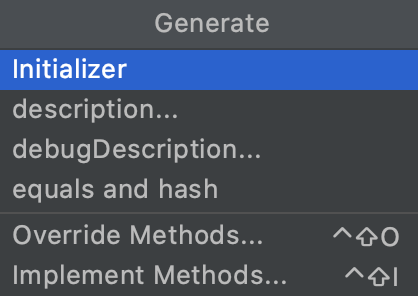 Generate
Initializer
description...
debugDescription...
equals and hash
Override Methods... ^⇧O
Implement Methods... ^⇧I